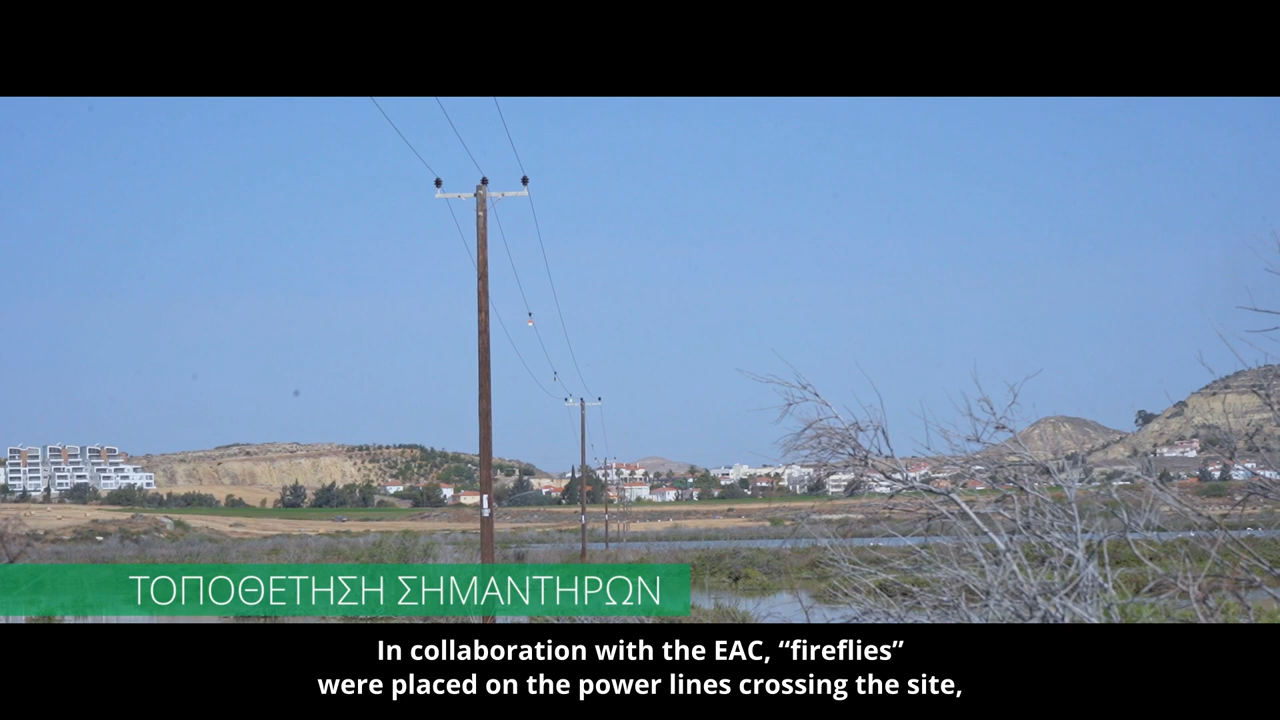 ΤΟΠΟΘΕΤΗΣΗ ΣΗΜΑΝΤΗΡΩΝ
In collaboration with the EAC, “fireflies”
were placed on the power lines crossing the site,